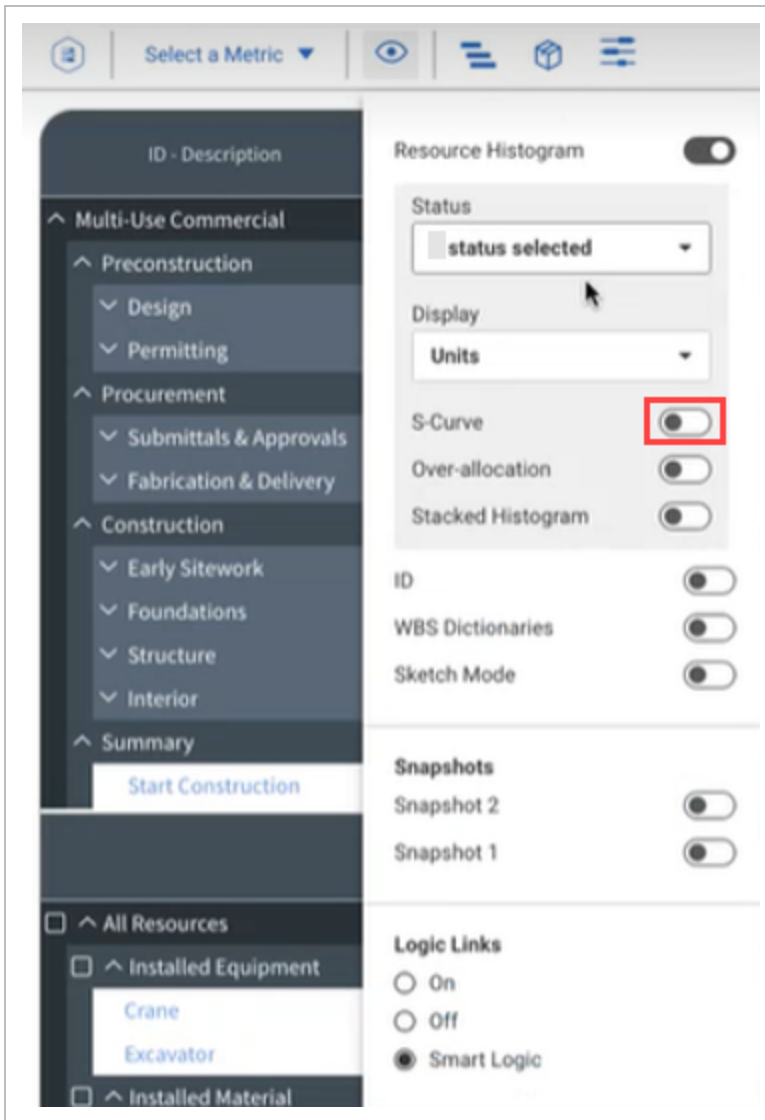 Select a Metric
ID - Description
Multi-Use Commercial
Preconstruction
Design
Permitting
Procurement
Submittals & Approvals
Fabrication & Delivery
Construction
Early Sitework
Foundations
Structure
Interior
Summary
Start Construction
All Resources
Installed Equipment
Crane
Excavator
Installed Material
Resource Histogram
Status
status selected
Display
Units
S-Curve
Over-allocation
Stacked Histogram
ID
WBS Dictionaries
Sketch Mode
Snapshots
Snapshot 2
Snapshot 1
Logic Links
On
Off
Smart Logic